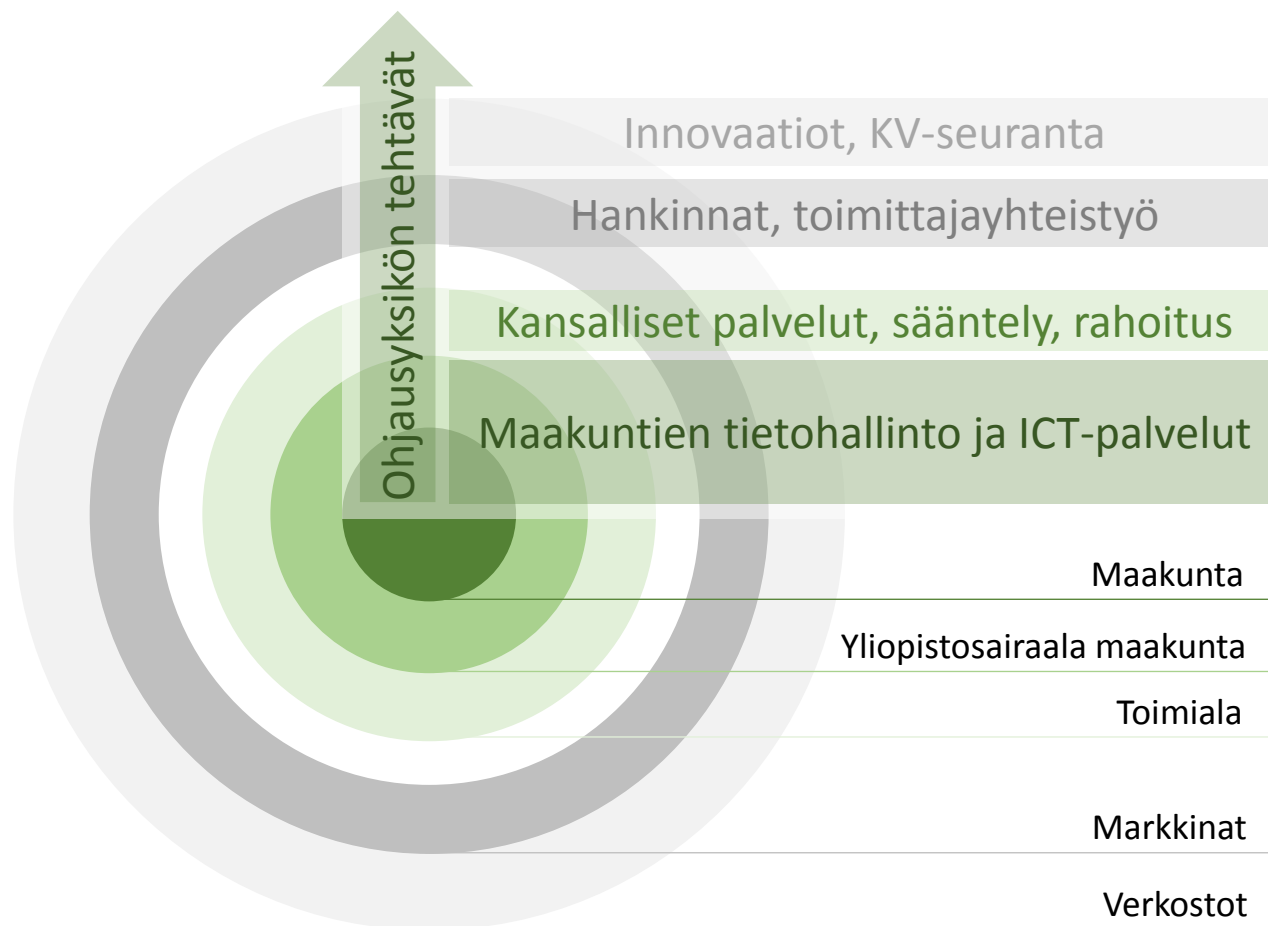 Ohjausyksikön tehtävät
Innovaatiot, KV-seuranta
Hankinnat, toimittajayhteistyö
Kansalliset palvelut, sääntely, rahoitus
Maakuntien tietohallinto ja ICT-palvelut
Maakunta
Yliopistosairaala maakunta
Toimiala
Markkinat
Verkostot